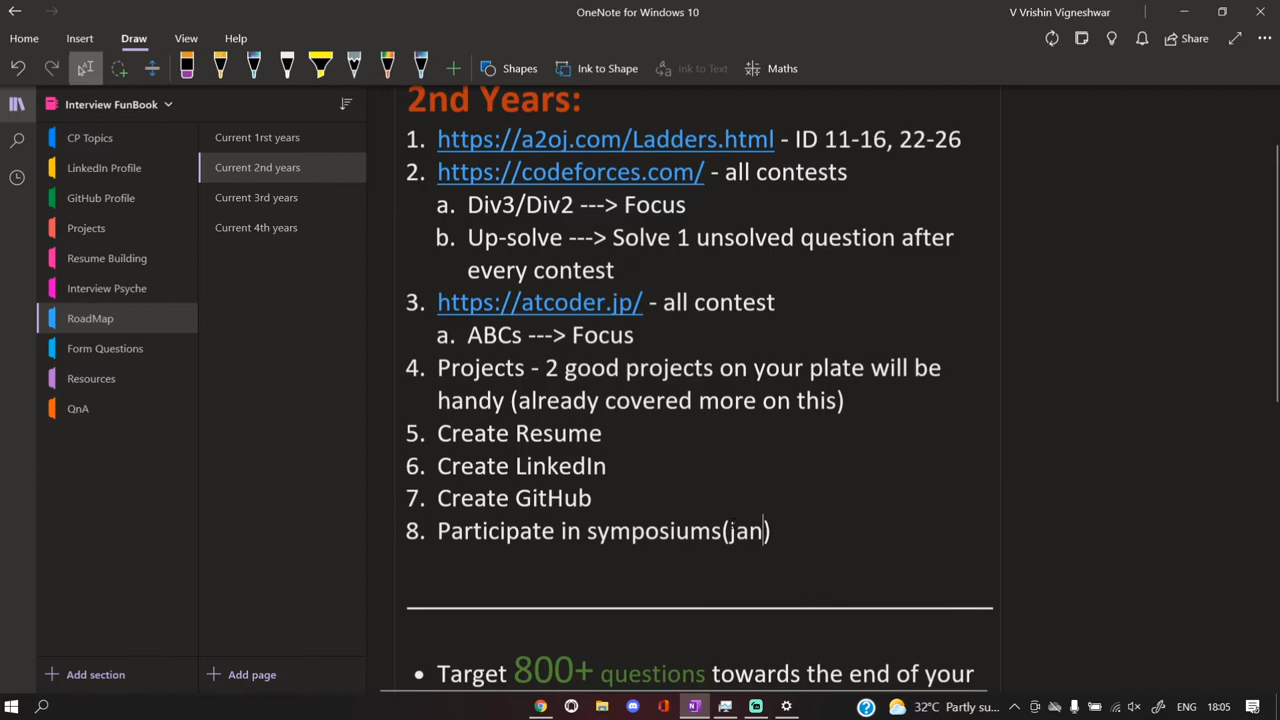 OneNote for Windows 10
V Vrishin Vigneshwar
Home Insert Draw View Help
Share
Shapes Ink to Shape Ink to Text Maths
Interview FunBook
CP Topics
LinkedIn Profile
GitHub Profile
Projects
Resume Building
Interview Psyche
RoadMap
Form Questions
Resources
QnA
Add section
Current 1rst years
Current 2nd years
Current 3rd years
Current 4th years
Add page
2nd Years:
1. https://a2oj.com/Ladders.html - ID 11-16, 22-26
2. https://codeforces.com/ - all contests
a. Div3/Div2 ---> Focus
b. Up-solve ---> Solve 1 unsolved question after
every contest
3. https://atcoder.jp/ - all contest
a. ABCs ---> Focus
4. Projects - 2 good projects on your plate will be
handy (already covered more on this)
5. Create Resume
6. Create LinkedIn
7. Create GitHub
8. Participate in symposiums(jan)
• Target 800+ questions towards the end of your
32°C Partly su... ENG 18:05